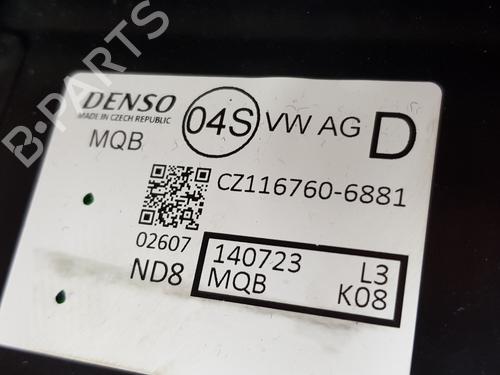 B-PARTS
DENSO
MADE IN CZECH REPUBLIC
MQB
04S
VW AG
D
CZ116760-6881
02607
ND8
140723 L3
MQB K08